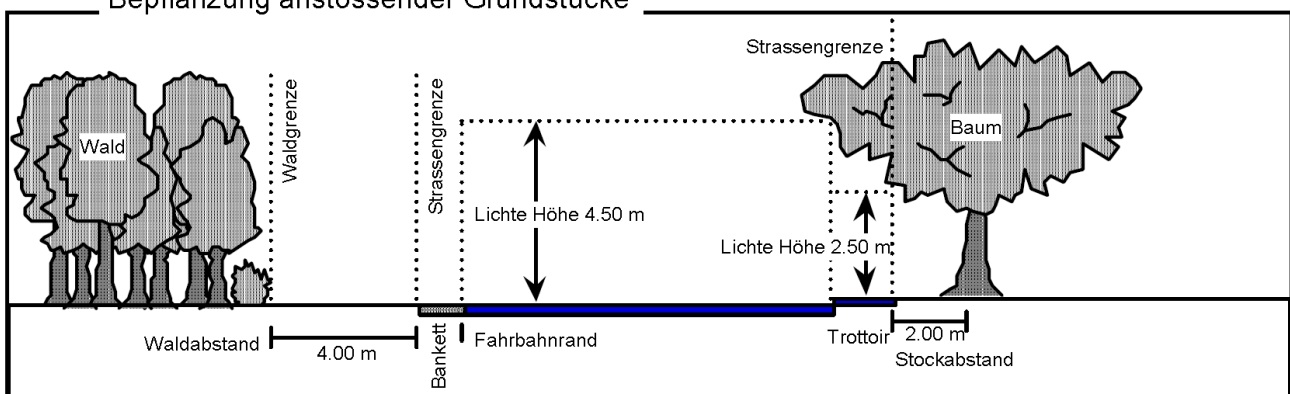 Bepflanzung anstossender Grundstücke
Strassengrenze
Waldgrenze
Strassengrenze
Wald
Baum
Lichte Höhe 4.50 m
Lichte Höhe 2.50 m
Waldabstand
4.00 m
Bankett
Fahrbahnrand
Trottoir
2.00 m
Stockabstand